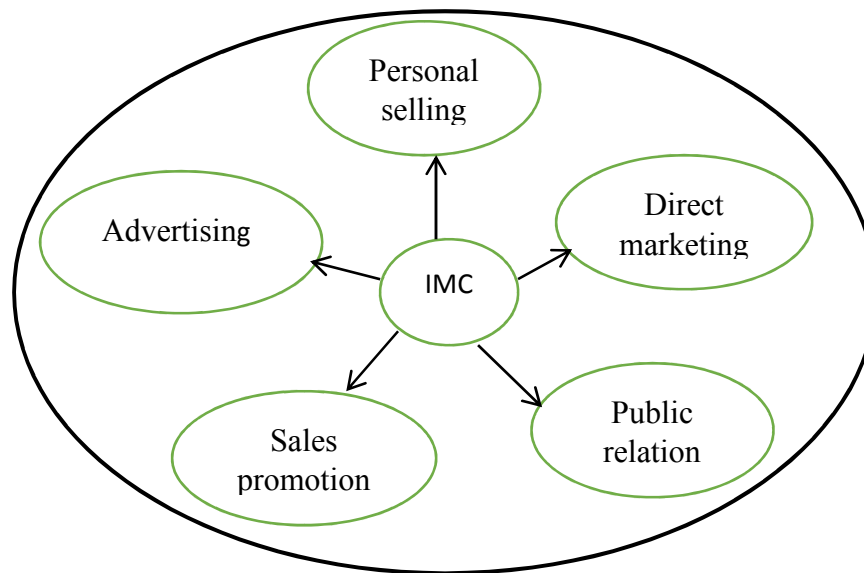 Personal
selling
Advertising
Direct
marketing
IMC
Sales
promotion
Public
relation